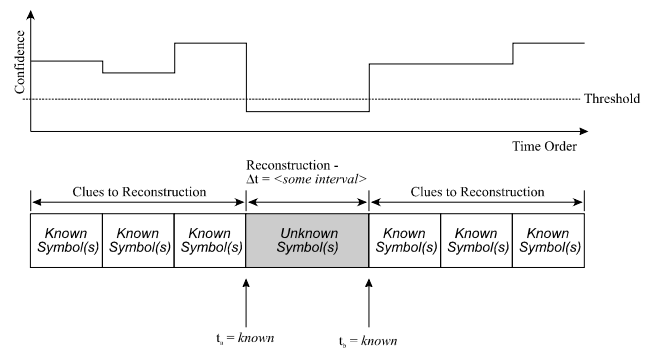 Confidence
Threshold
Time Order
Reconstruction -
Δt = <some interval>
Clues to Reconstruction
Clues to Reconstruction
Known Symbol(s)
Known Symbol(s)
Known Symbol(s)
Unknown Symbol(s)
Known Symbol(s)
Known Symbol(s)
Known Symbol(s)
tₐ = known
t_b = known